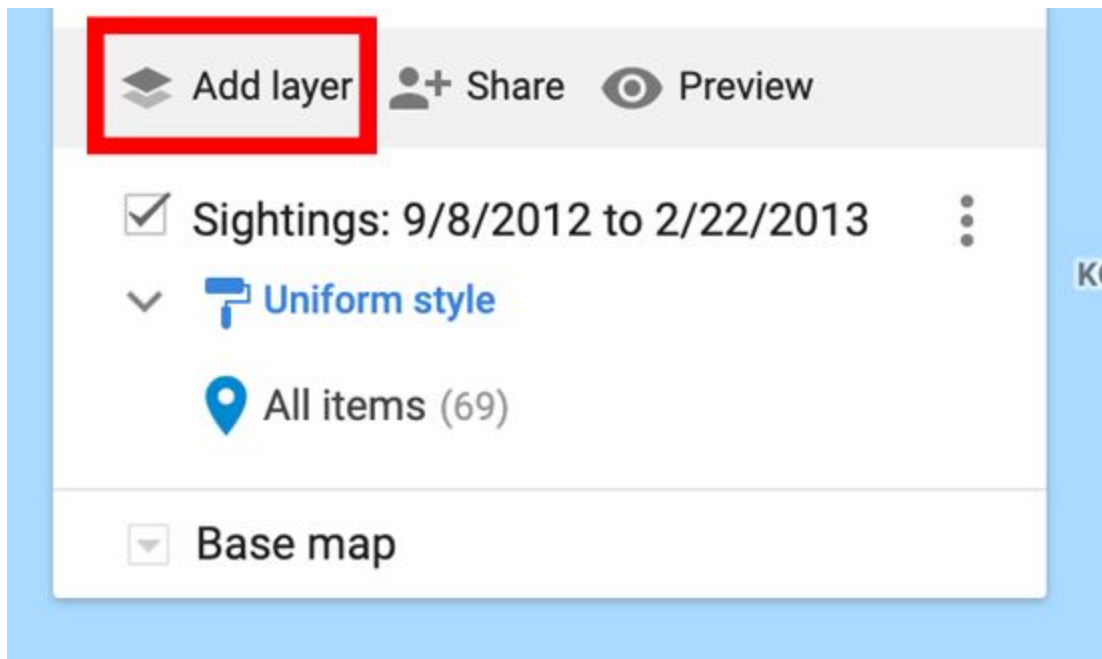 Add layer Share Preview
Sightings: 9/8/2012 to 2/22/2013
Uniform style
All items (69)
Base map